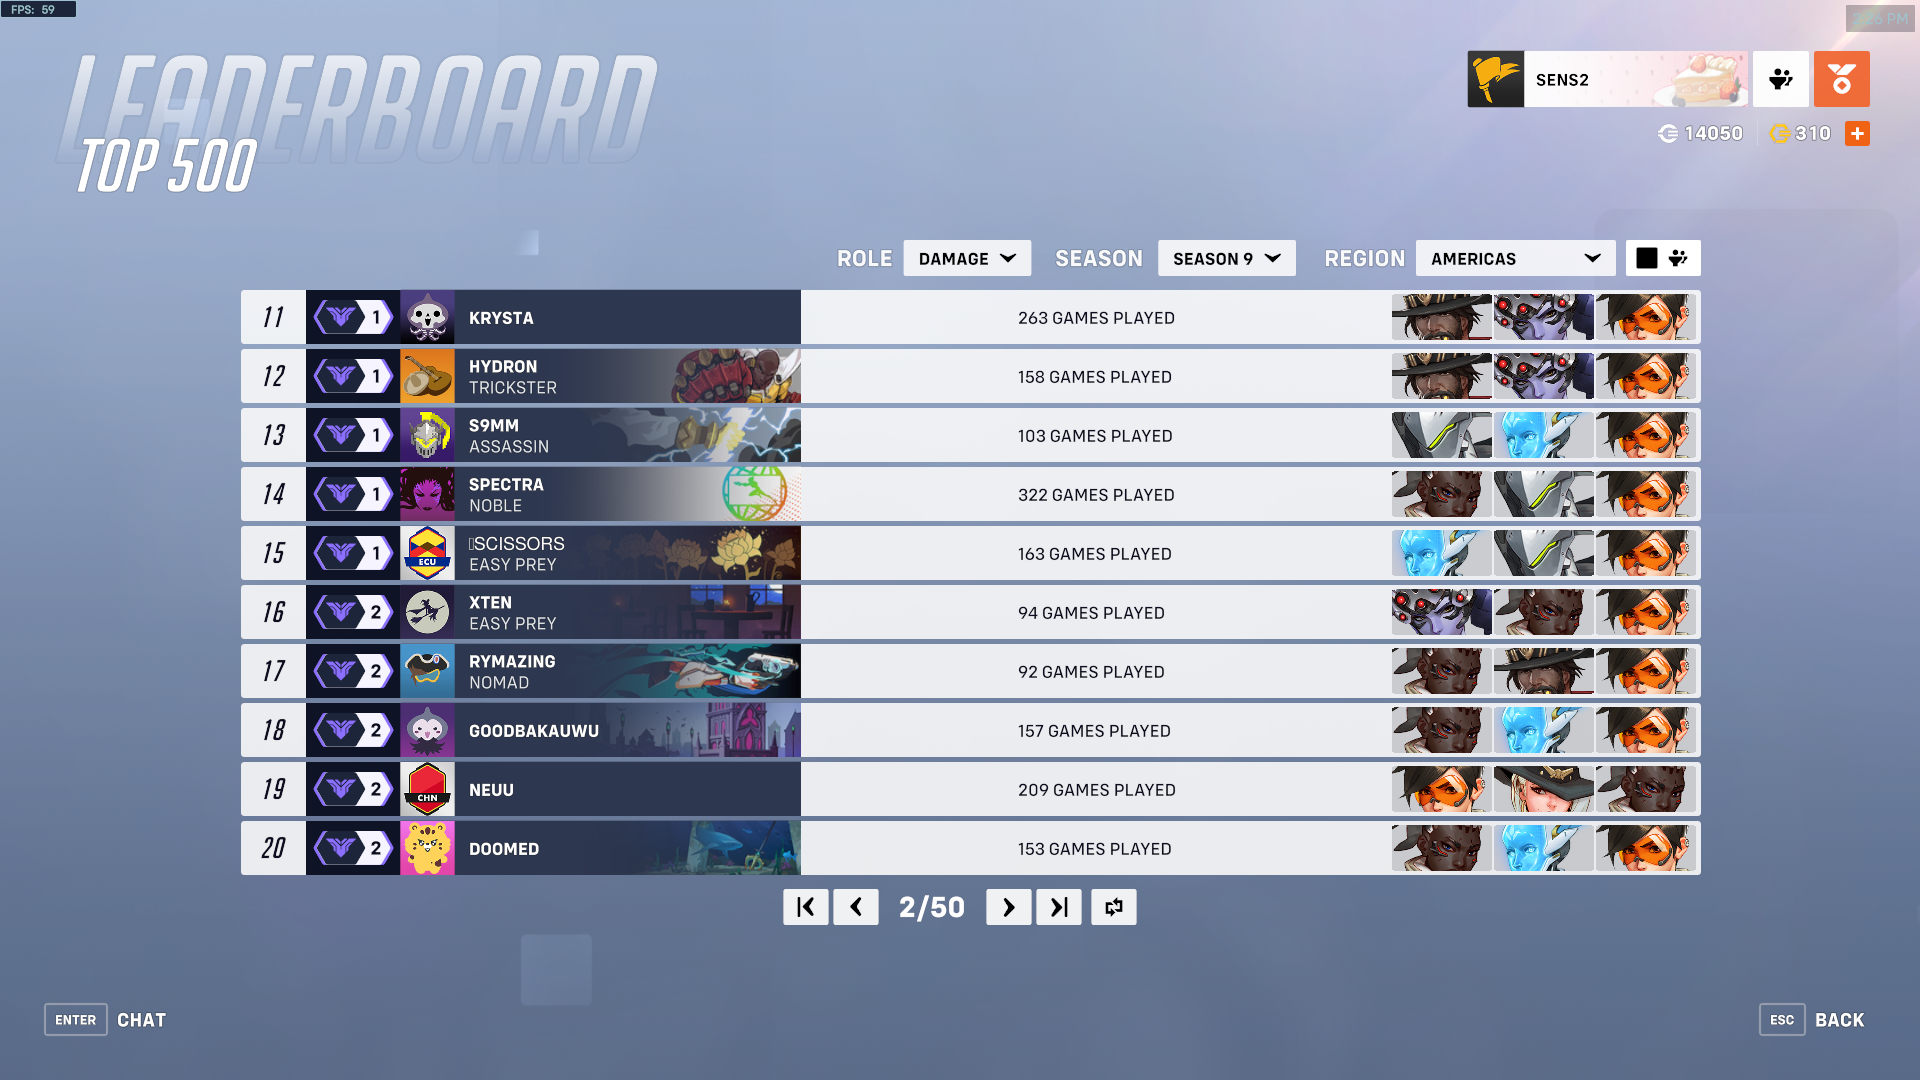 FPS: 59
LEADERBOARD
TOP 500
SENS2
14050
310
ROLE DAMAGE SEASON SEASON 9 REGION AMERICAS
11 1 KRYSTA 263 GAMES PLAYED
12 1 HYDRON 158 GAMES PLAYED
TRICKSTER
13 1 S9MM 103 GAMES PLAYED
ASSASSIN
14 1 SPECTRA 322 GAMES PLAYED
NOBLE
15 1 ECU SCISSORS 163 GAMES PLAYED
EASY PREY
16 2 XTEN 94 GAMES PLAYED
EASY PREY
17 2 RYMAZING 92 GAMES PLAYED
NOMAD
18 2 GOODBAKAUWU 157 GAMES PLAYED
19 2 CHN NEUU 209 GAMES PLAYED
20 2 DOOMED 153 GAMES PLAYED
2/50
ENTER CHAT
ESC BACK